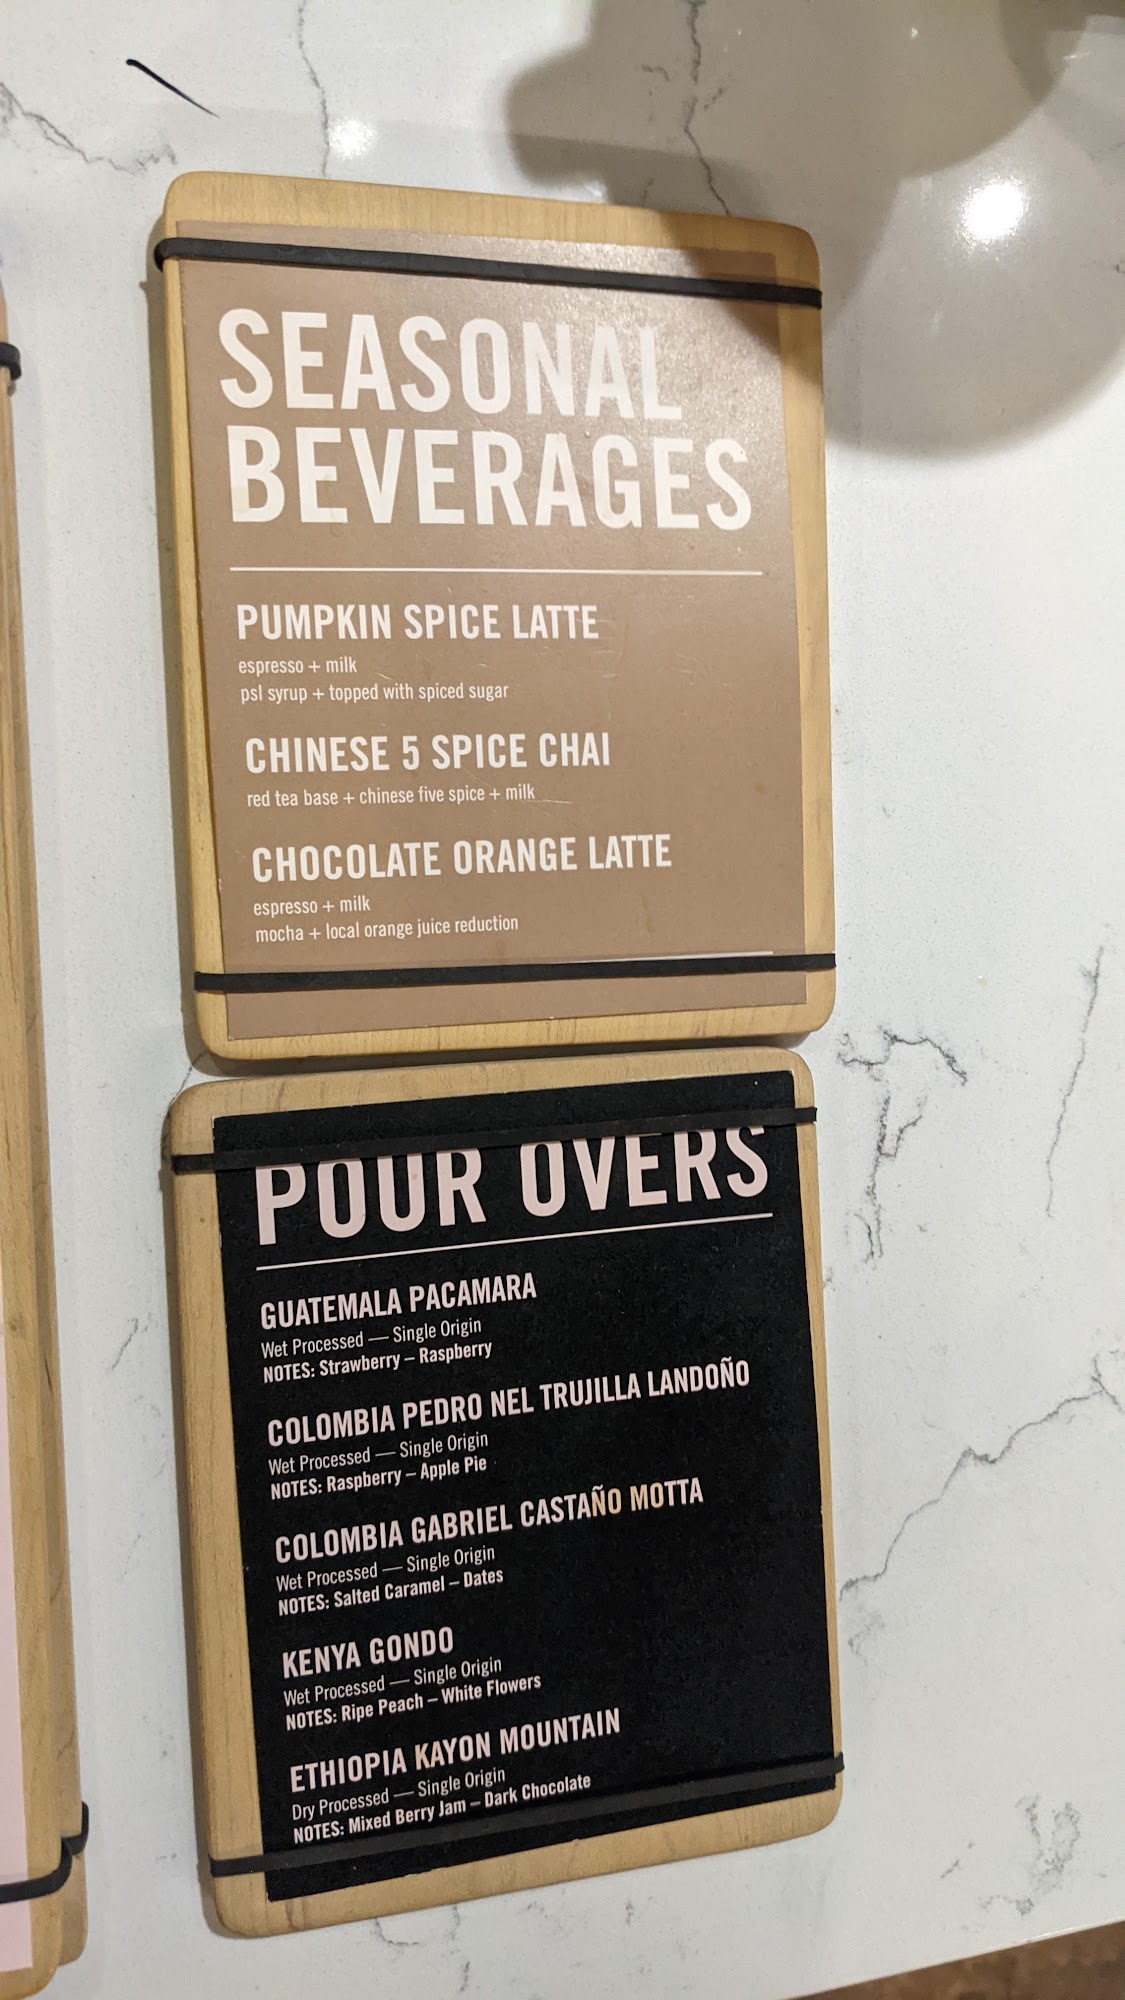 SEASONAL
BEVERAGES
PUMPKIN SPICE LATTE
espresso + milk
psl syrup + topped with spiced sugar
CHINESE 5 SPICE CHAI
red tea base + chinese five spice + milk
CHOCOLATE ORANGE LATTE
espresso + milk
mocha + local orange juice reduction
POUR OVERS
GUATEMALA PACAMARA
Wet Processed — Single Origin
NOTES: Strawberry – Raspberry
COLOMBIA PEDRO NEL TRUJILLA LANDOÑO
Wet Processed — Single Origin
NOTES: Raspberry – Apple Pie
COLOMBIA GABRIEL CASTAÑO MOTTA
Wet Processed — Single Origin
NOTES: Salted Caramel – Dates
KENYA GONDO
Wet Processed — Single Origin
NOTES: Ripe Peach – White Flowers
ETHIOPIA KAYON MOUNTAIN
Dry Processed — Single Origin
NOTES: Mixed Berry Jam – Dark Chocolate